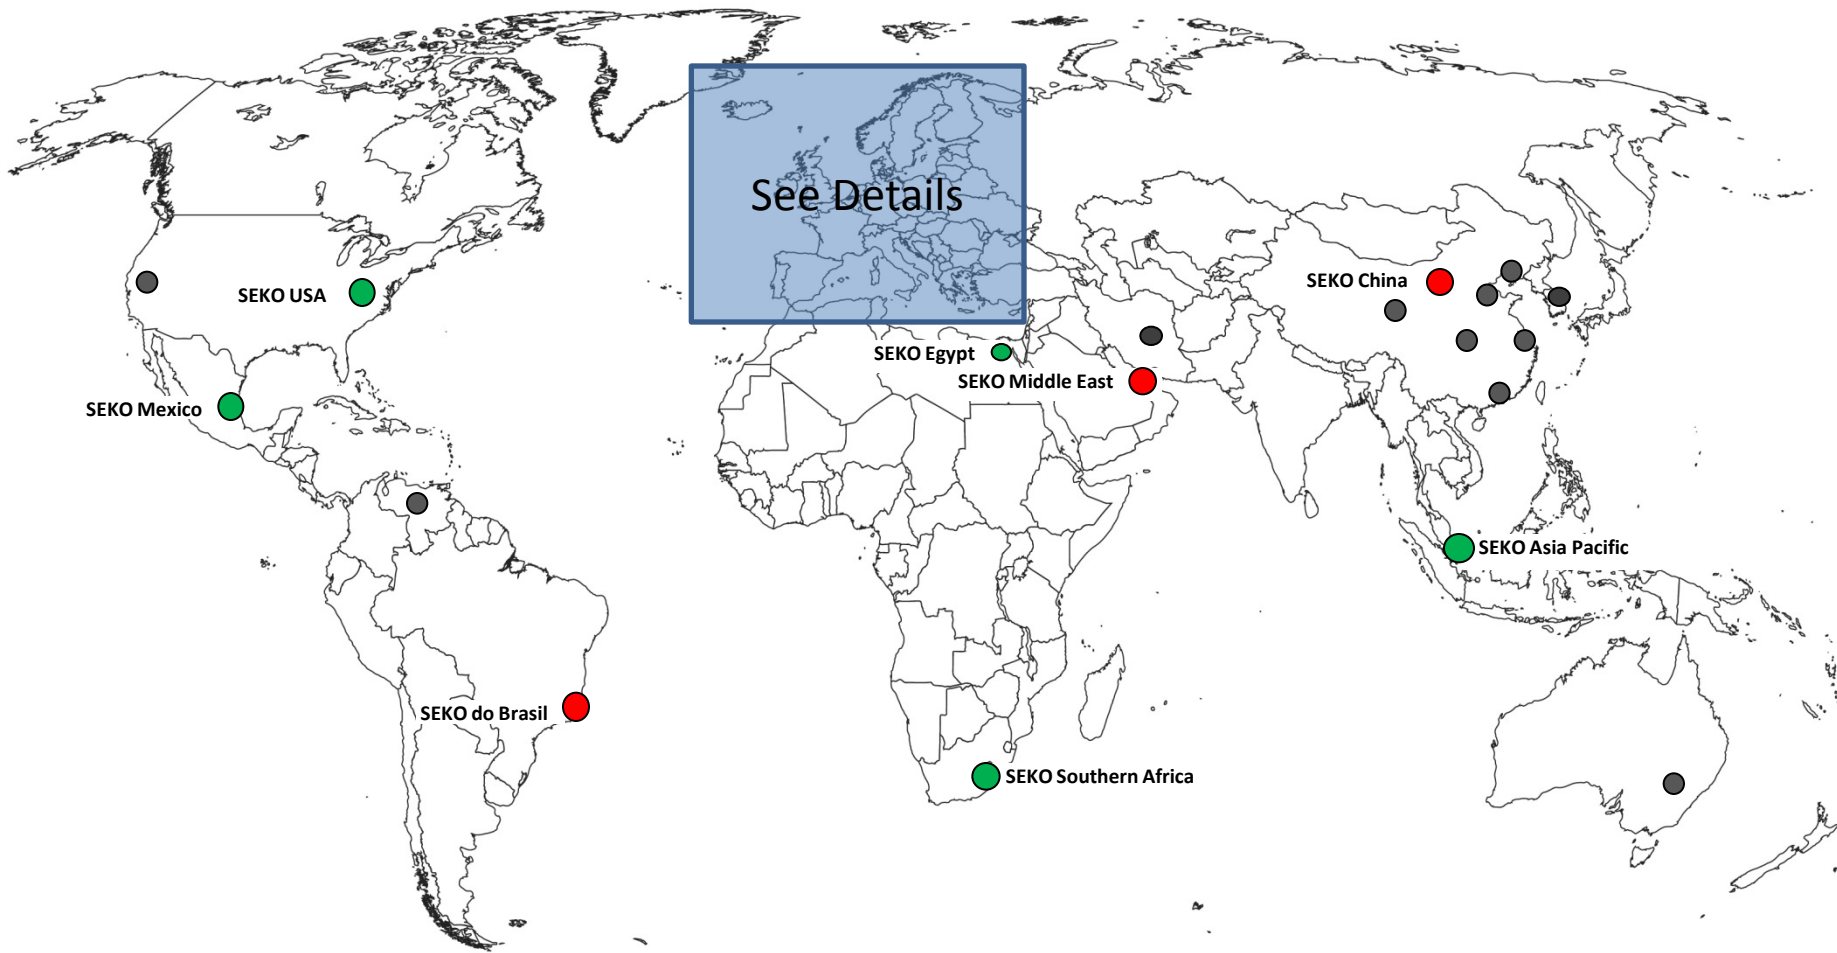 See Details
SEKO China
SEKO USA
SEKO Egypt
SEKO Middle East
SEKO Mexico
SEKO Asia Pacific
SEKO do Brasil
SEKO Southern Africa